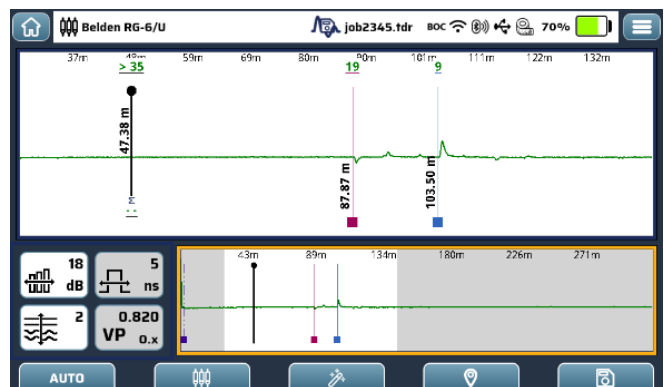 Belden RG-6/U job2345.tdr BOC 70%
37m 59m 69m 80m 101m 111m 122m 132m
> 35 19 9
47.38 m
87.87 m
103.50 m
Σ
18 dB
5 ns
2
0.820 VP 0.x
43m 89m 134m 180m 226m 271m
AUTO